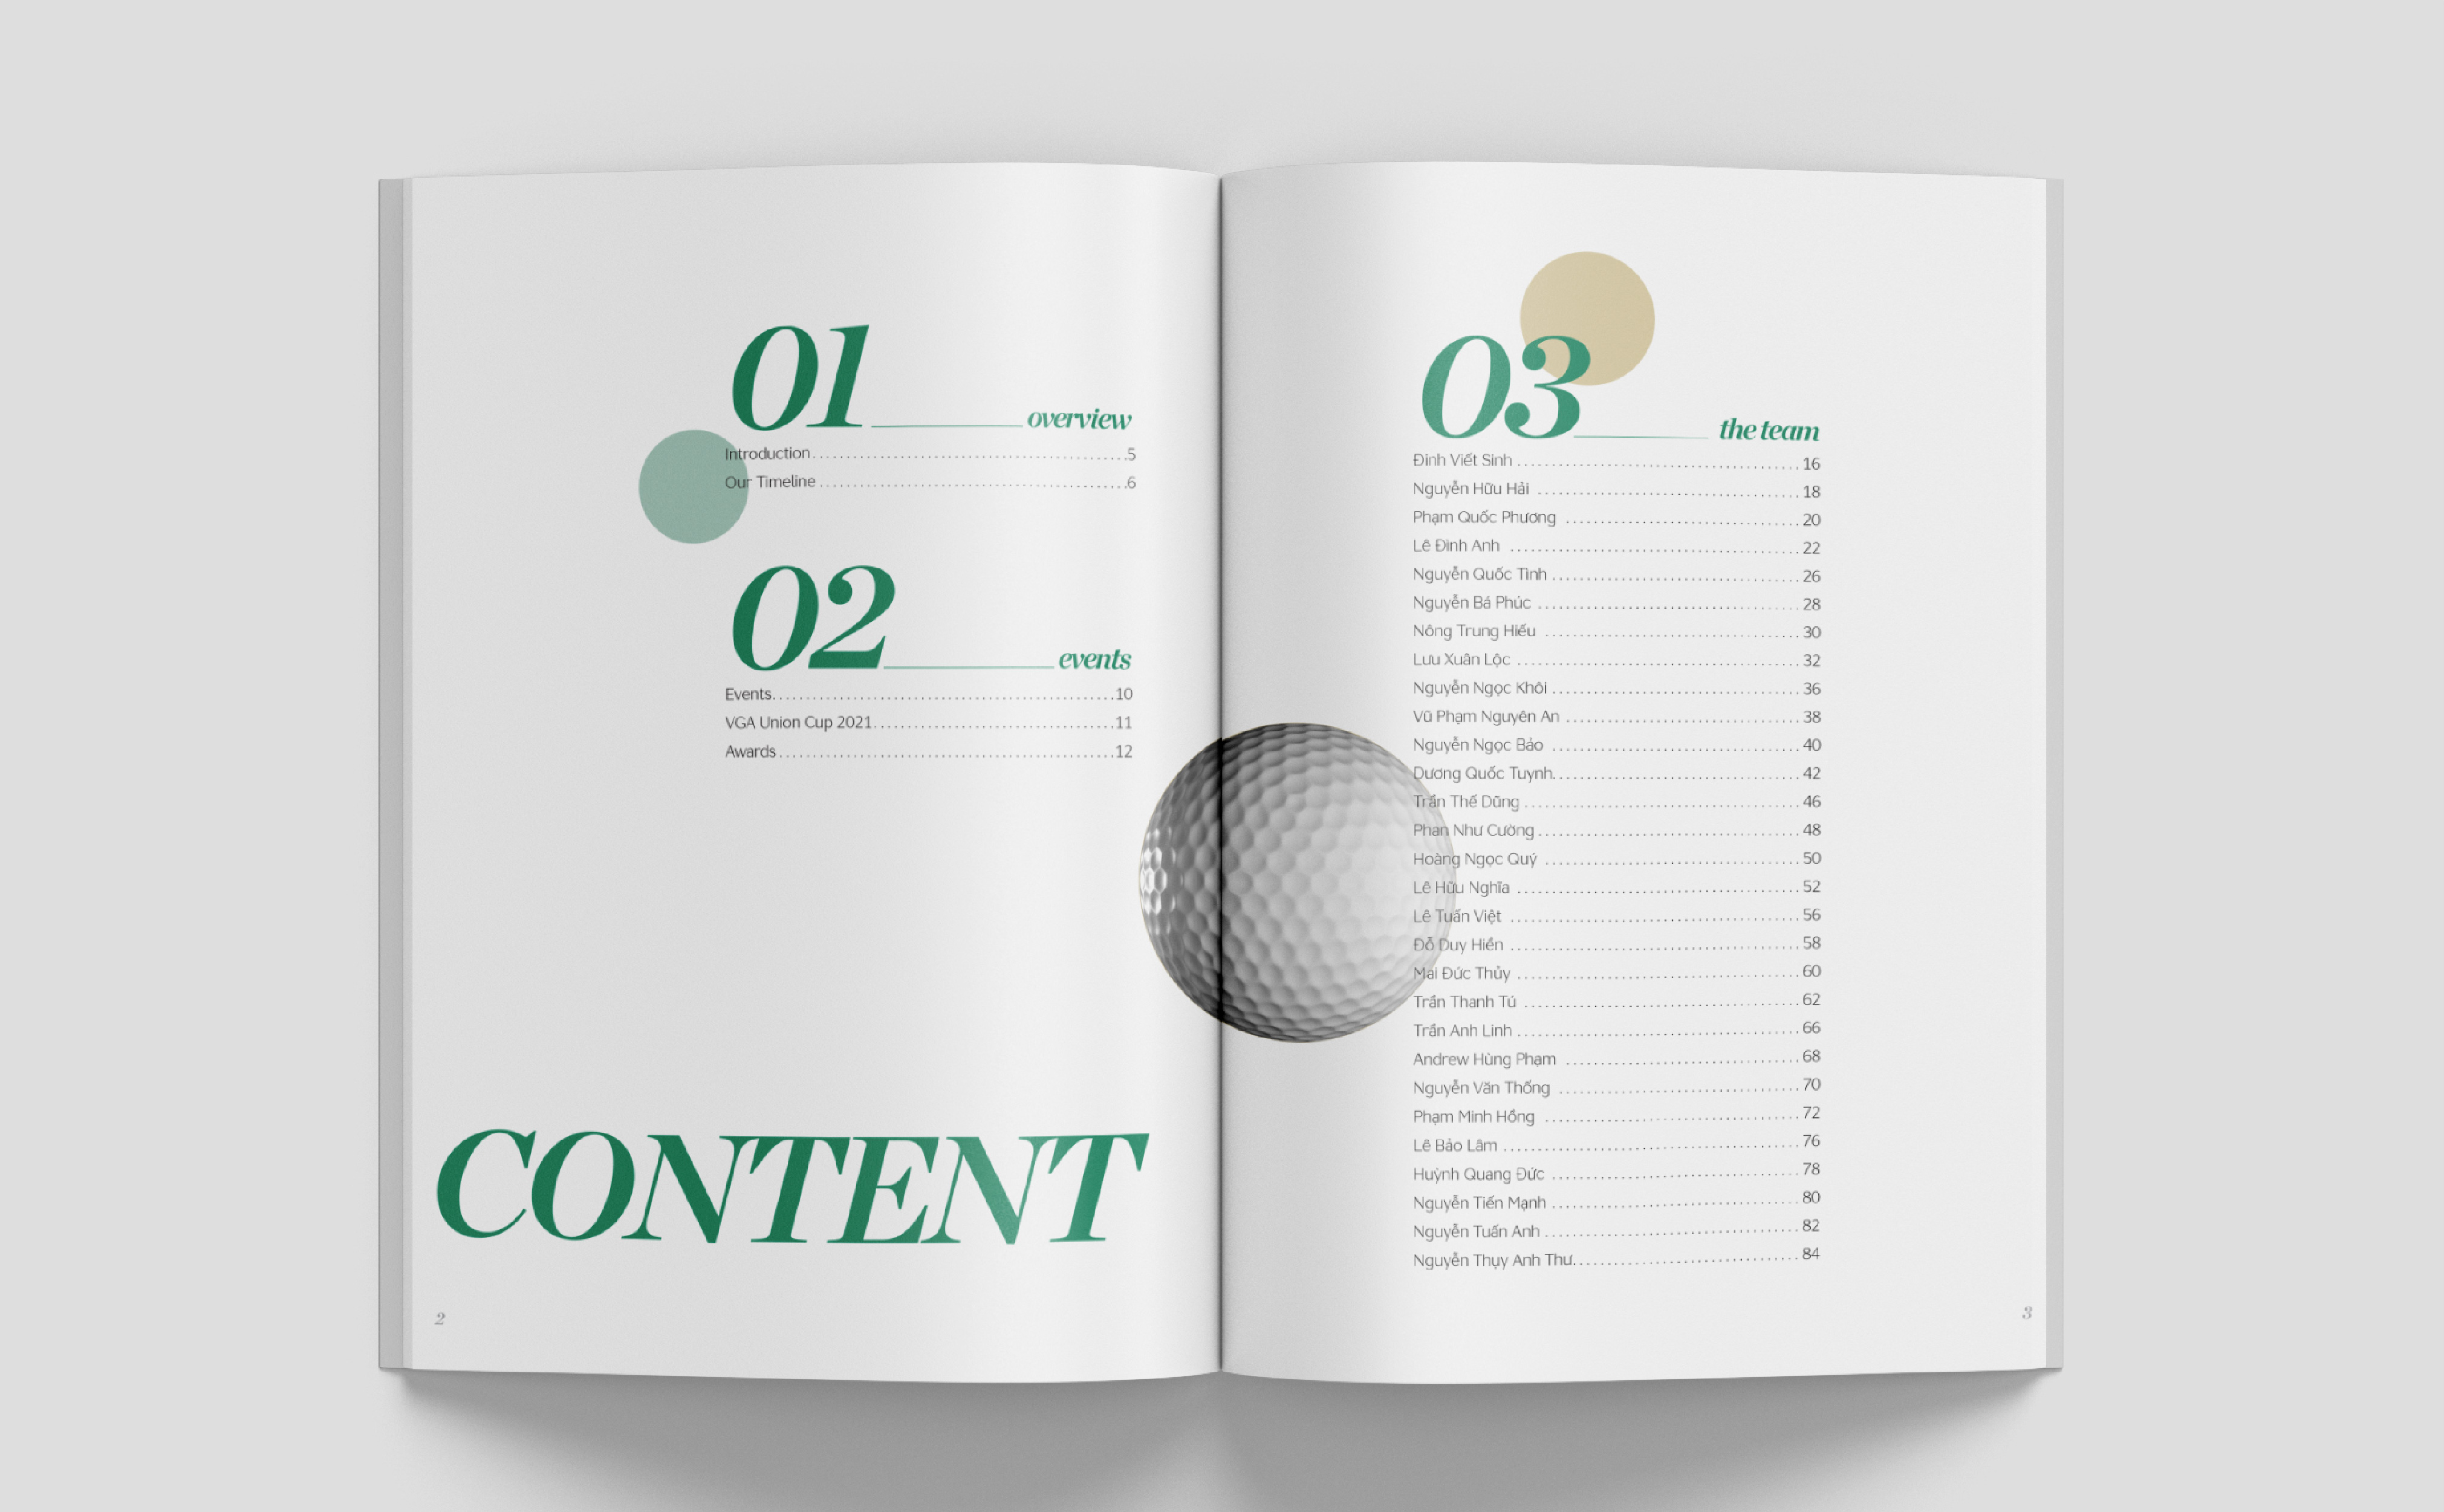 01 overview
Introduction 5
Our Timeline 6
02 events
Events 10
VGA Union Cup 2021 11
Awards 12
CONTENT
2
03 the team
Đinh Viết Sinh 16
Nguyễn Hữu Hải 18
Phạm Quốc Phương 20
Lê Đình Anh 22
Nguyễn Quốc Tình 26
Nguyễn Bá Phúc 28
Nông Trung Hiếu 30
Lưu Xuân Lộc 32
Nguyễn Ngọc Khôi 36
Vũ Phạm Nguyên An 38
Nguyễn Ngọc Bảo 40
Dương Quốc Tuynh 42
Trần Thế Dũng 46
Phan Như Cường 48
Hoàng Ngọc Quý 50
Lê Hữu Nghĩa 52
Lê Tuấn Việt 56
Đỗ Duy Hiền 58
Mai Đức Thủy 60
Trần Thanh Tú 62
Trần Anh Linh 66
Andrew Hùng Phạm 68
Nguyễn Văn Thống 70
Phạm Minh Hồng 72
Lê Bảo Lâm 76
Huỳnh Quang Đức 78
Nguyễn Tiến Mạnh 80
Nguyễn Tuấn Anh 82
Nguyễn Thụy Anh Thư 84
3